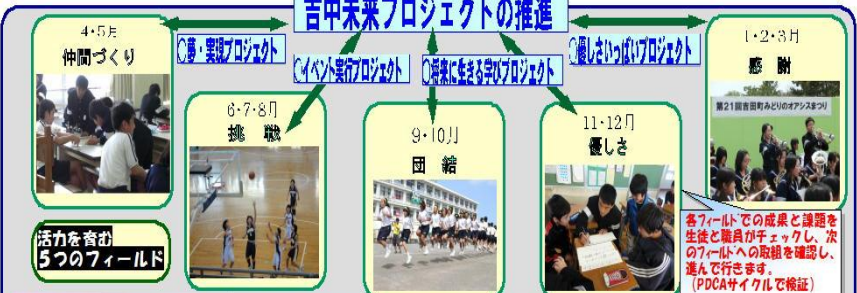 吉中未来プロジェクトの推進
○夢・実現プロジェクト
○イベント実行プロジェクト
○将来に生きる学びプロジェクト
○優しさいっぱいプロジェクト
4・5月
仲間づくり
6・7・8月
挑戦
9・10月
団結
11・12月
優しさ
1・2・3月
感謝
第21回吉田町みどりのオアシスまつり
活力を育む
5つのフィールド
各フィールドでの成果と課題を
生徒と職員がチェックし、次
のフィールドへの取組を確認し、
進んで行きます。
(PDCAサイクルで検証)